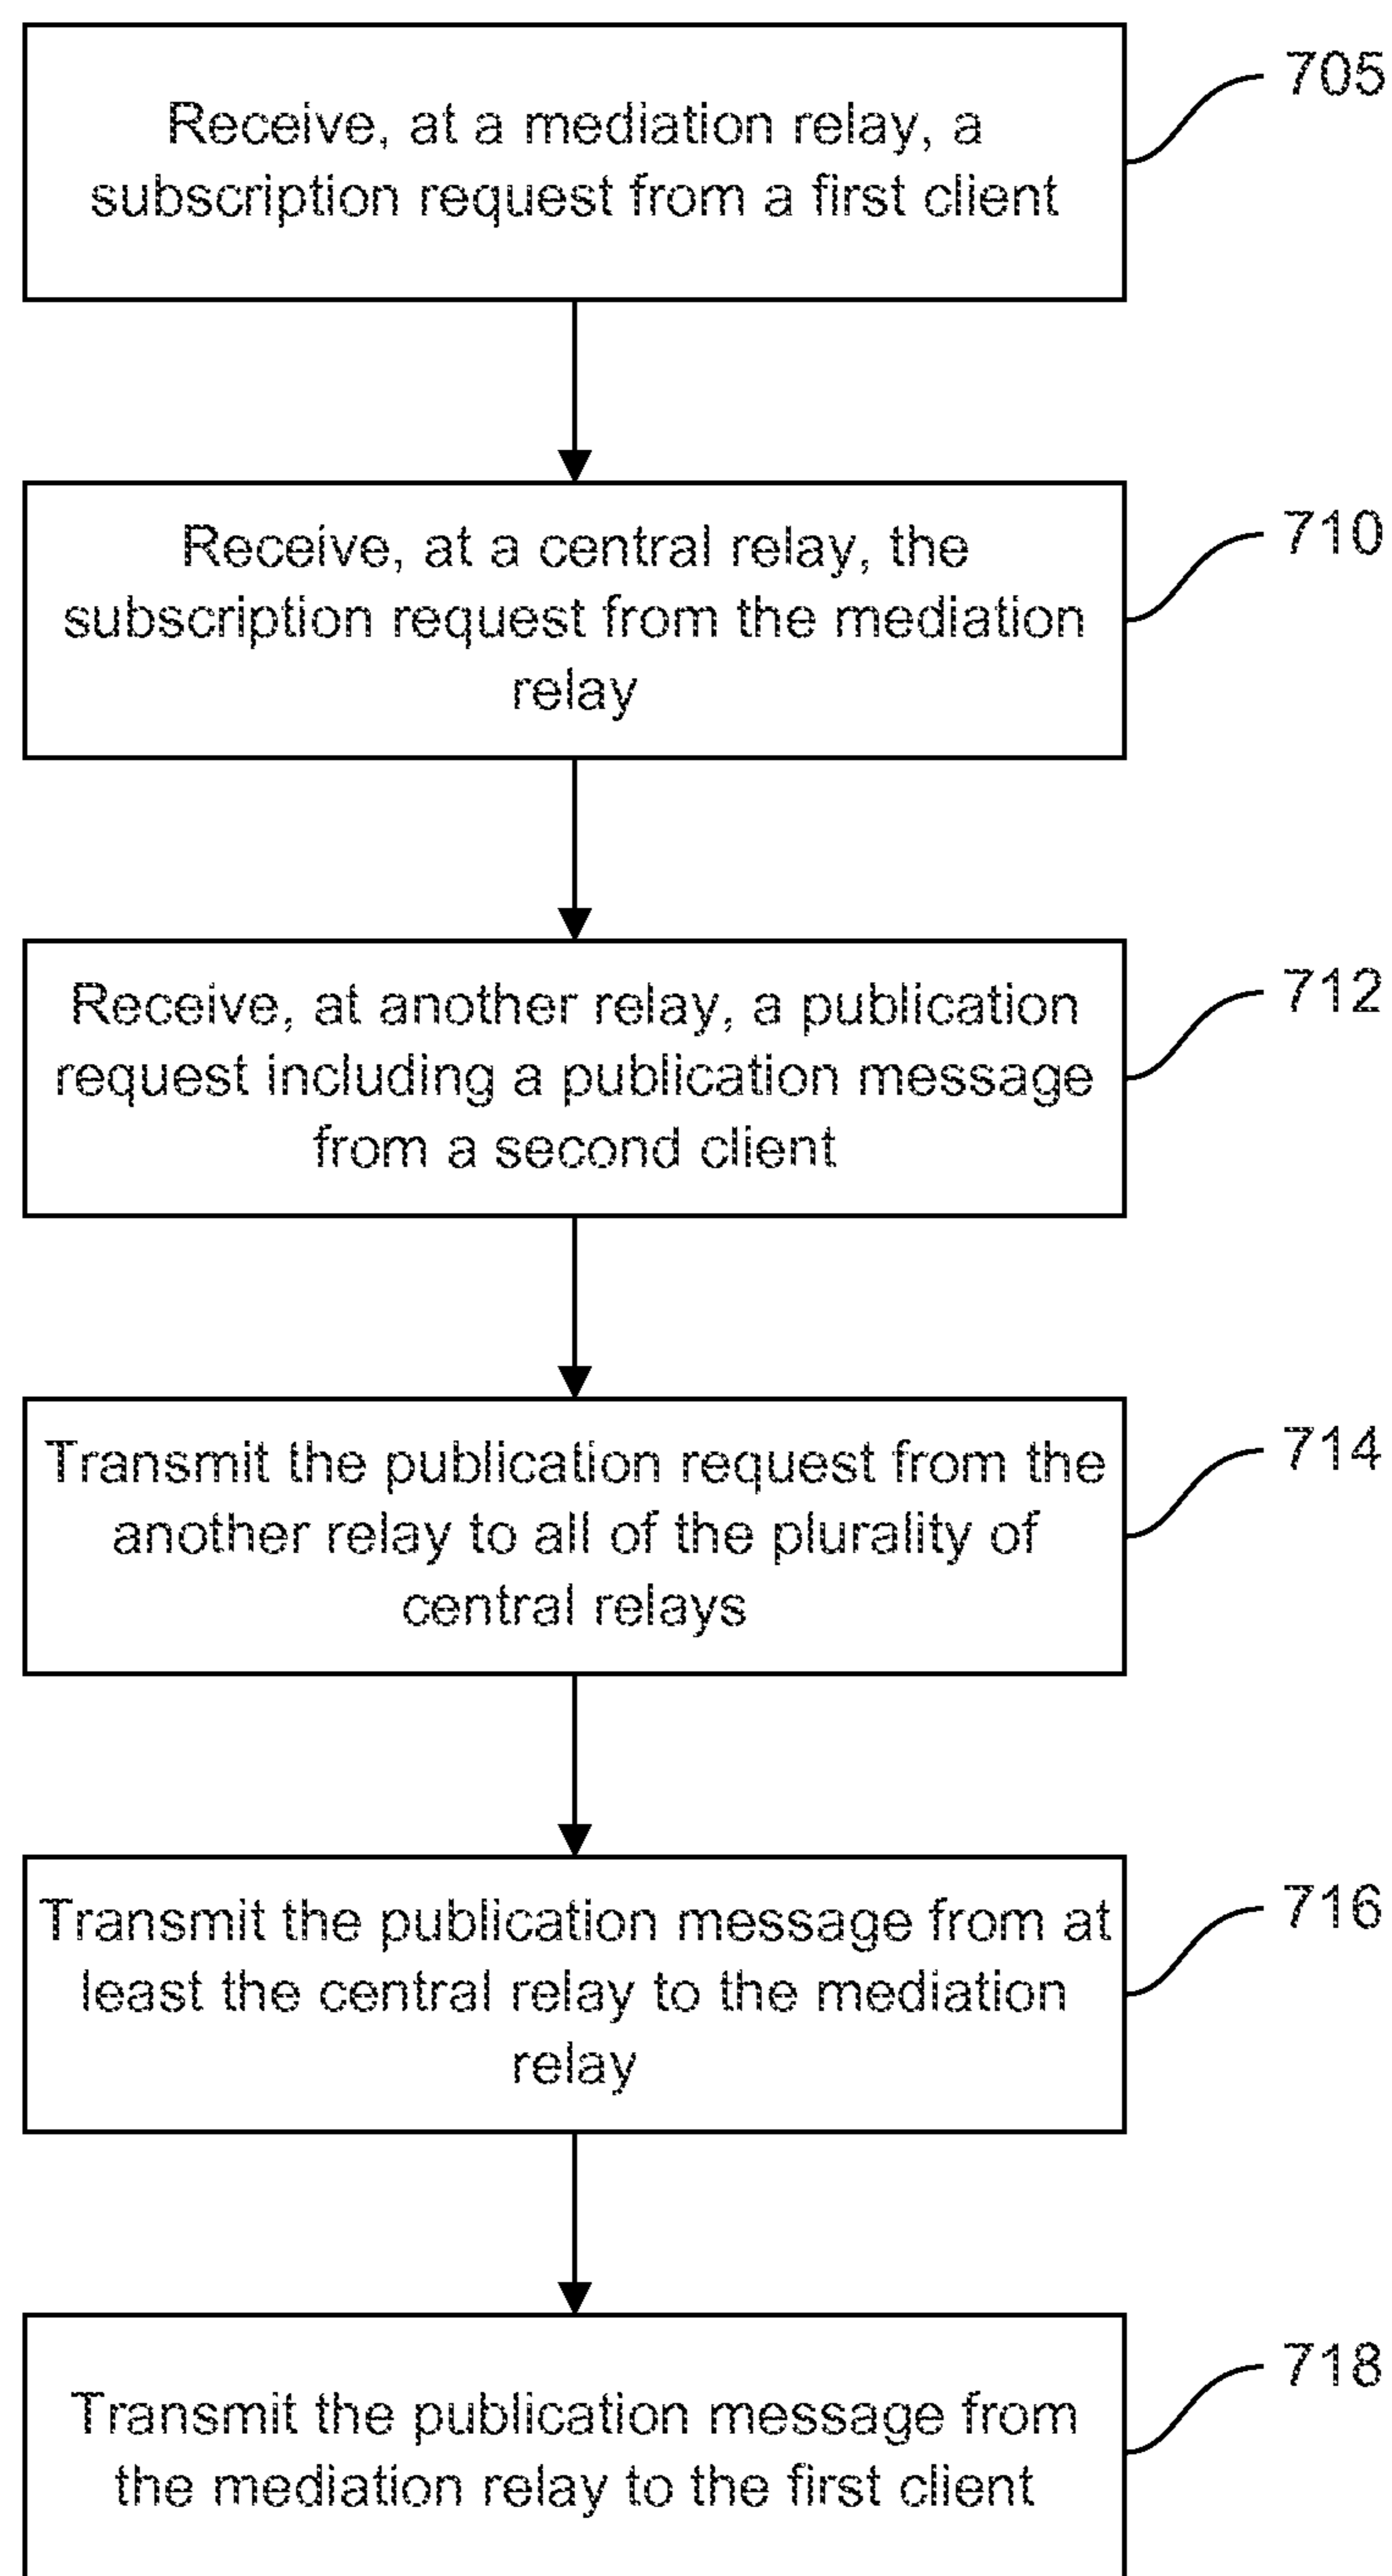 705
Receive, at a mediation relay, a
subscription request from a first client
710
Receive, at a central relay, the
subscription request from the mediation
relay
712
Receive, at another relay, a publication
request including a publication message
from a second client
714
Transmit the publication request from the
another relay to all of the plurality of
central relays
716
Transmit the publication message from at
least the central relay to the mediation
relay
718
Transmit the publication message from
the mediation relay to the first client